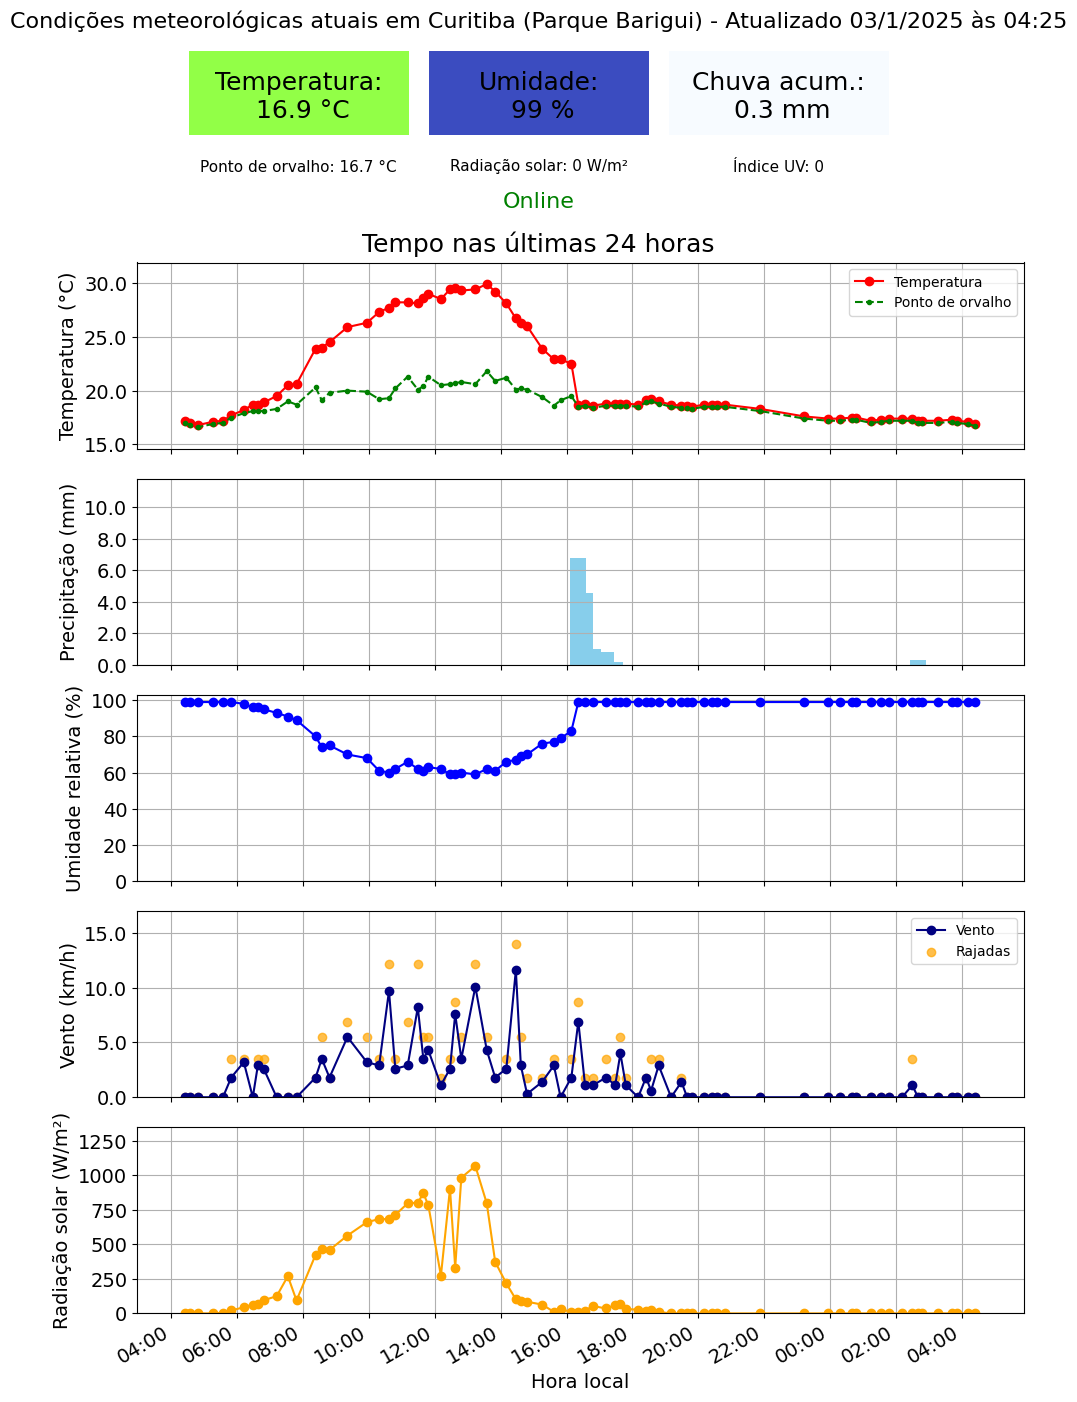 Condições meteorológicas atuais em Curitiba (Parque Barigui) - Atualizado 03/1/2025 às 04:25
Temperatura:
16.9 °C
Umidade:
99 %
Chuva acum.:
0.3 mm
Ponto de orvalho: 16.7 °C
Radiação solar: 0 W/m²
Índice UV: 0
Online
Tempo nas últimas 24 horas
Temperatura (°C)
30.0
25.0
20.0
15.0
Temperatura
Ponto de orvalho
Precipitação (mm)
10.0
8.0
6.0
4.0
2.0
0.0
Umidade relativa (%)
100
80
60
40
20
0
Vento (km/h)
15.0
10.0
5.0
0.0
Vento
Rajadas
Radiação solar (W/m²)
1250
1000
750
500
250
0
04:00
06:00
08:00
10:00
12:00
14:00
16:00
18:00
20:00
22:00
00:00
02:00
04:00
Hora local